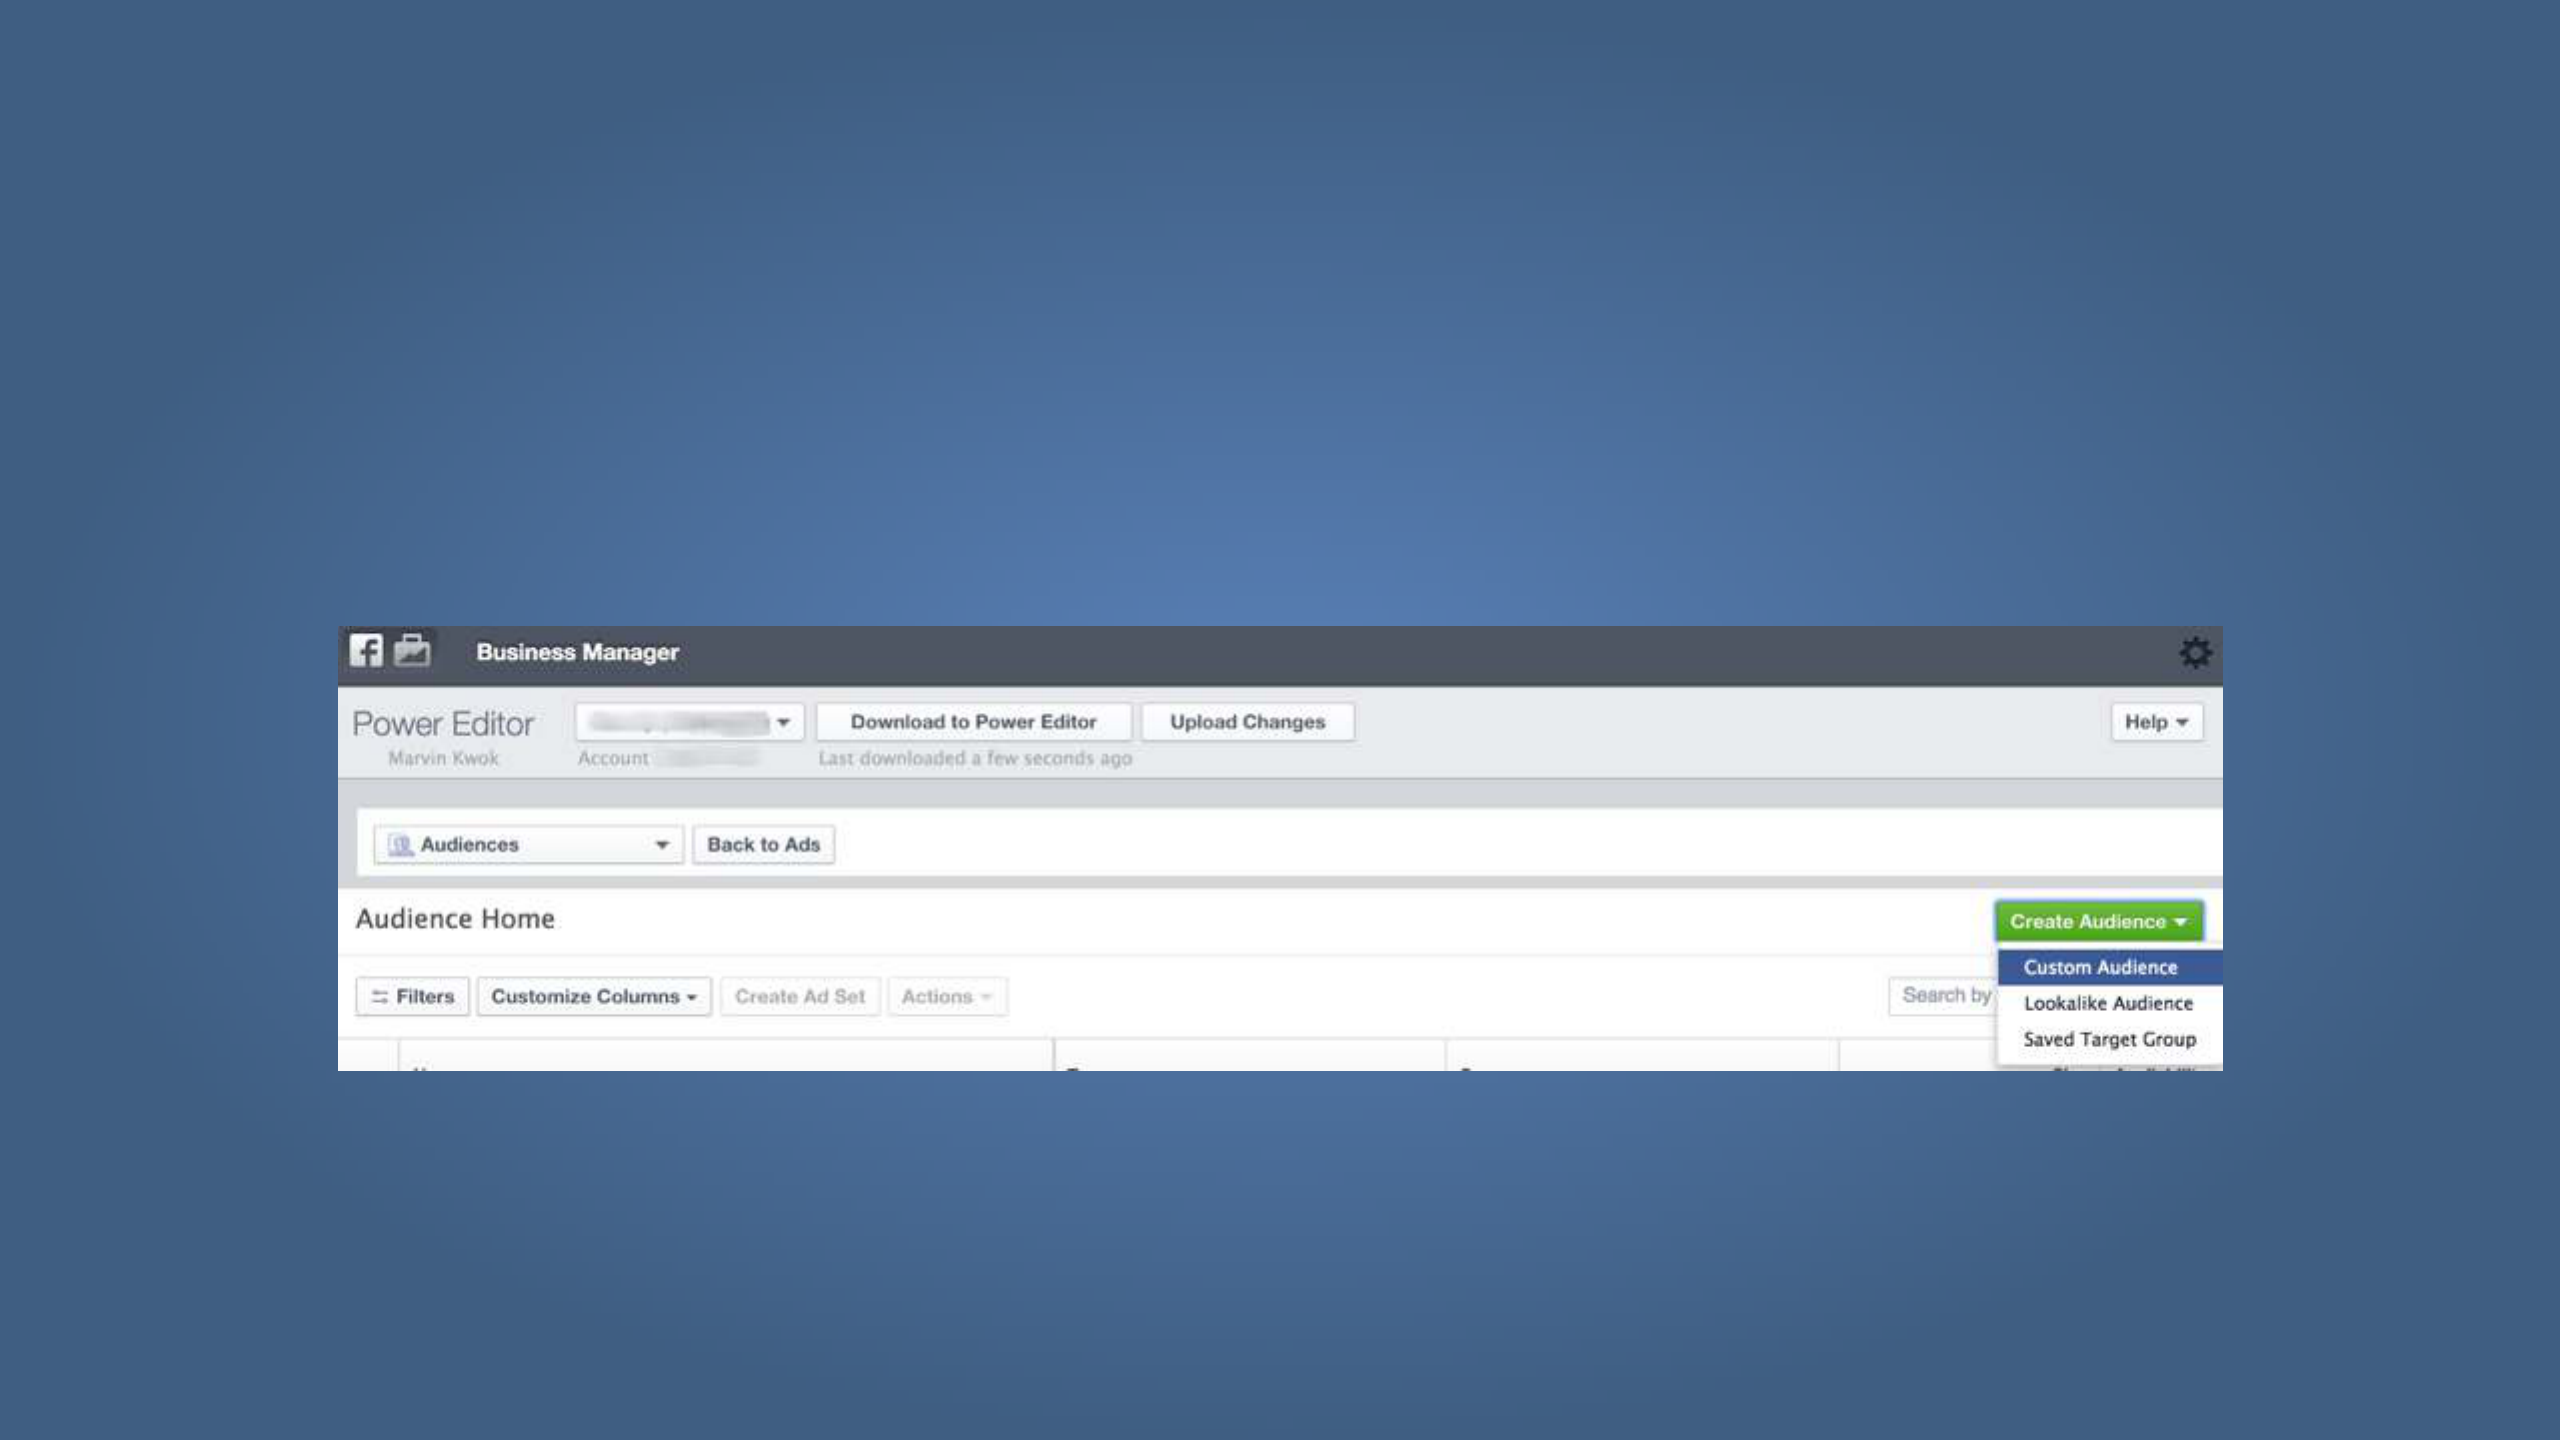 Business Manager
Power Editor
Download to Power Editor
Upload Changes
Help
Marvin Kwok
Account
Last downloaded a few seconds ago
Audiences
Back to Ads
Audience Home
Create Audience
Custom Audience
Filters
Customize Columns
Create Ad Set
Actions
Search by
Lookalike Audience
Saved Target Group